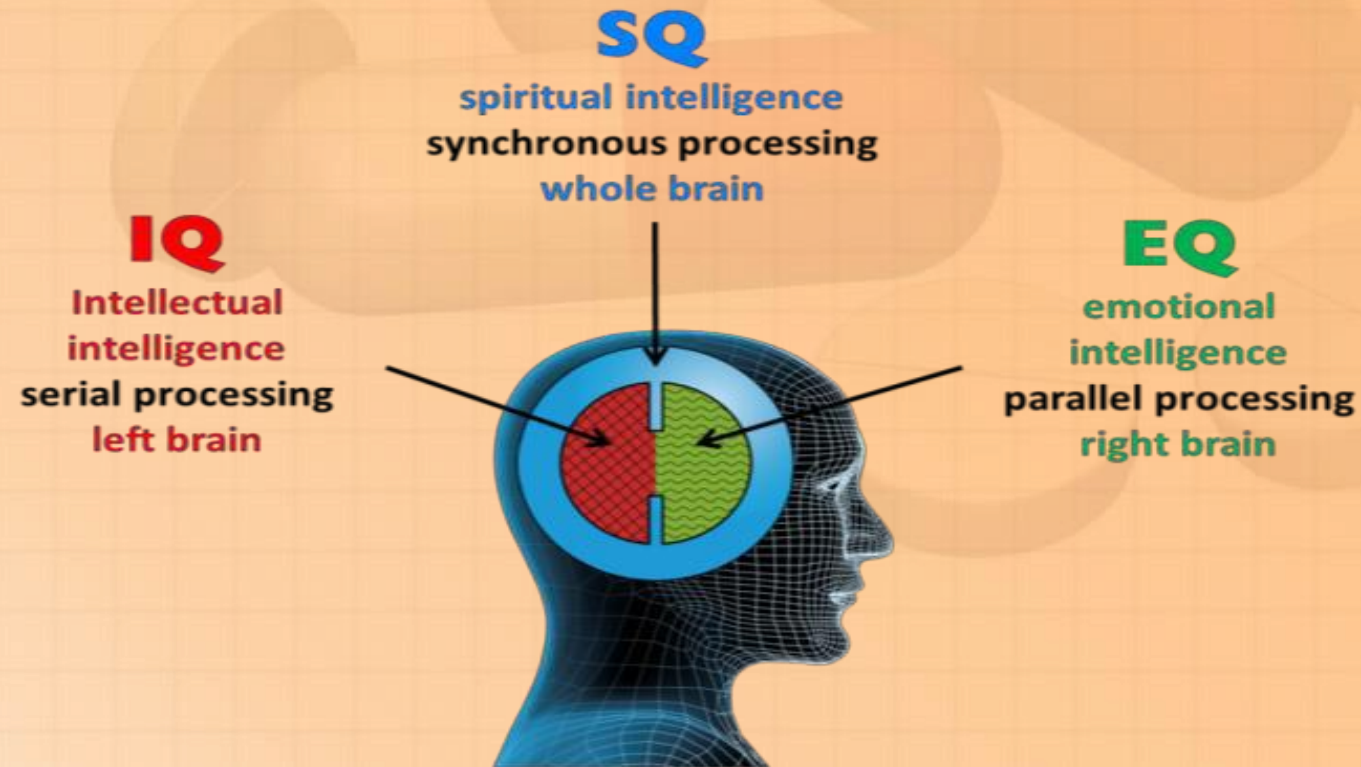 SQ
spiritual intelligence
synchronous processing
whole brain
IQ
Intellectual
intelligence
serial processing
left brain
EQ
emotional
intelligence
parallel processing
right brain